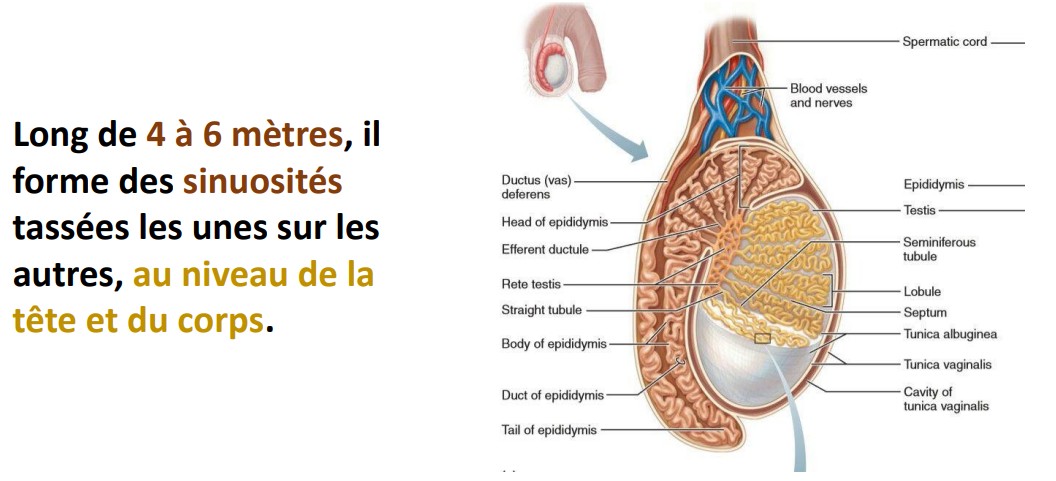 Long de 4 à 6 mètres, il
forme des sinuosités
tassées les unes sur les
autres, au niveau de la
tête et du corps.
Spermatic cord
Blood vessels
and nerves
Ductus (vas)
deferens
Head of epididymis
Efferent ductule
Rete testis
Straight tubule
Body of epididymis
Duct of epididymis
Tail of epididymis
Epididymis
Testis
Seminiferous
tubule
Lobule
Septum
Tunica albuginea
Tunica vaginalis
Cavity of
tunica vaginalis